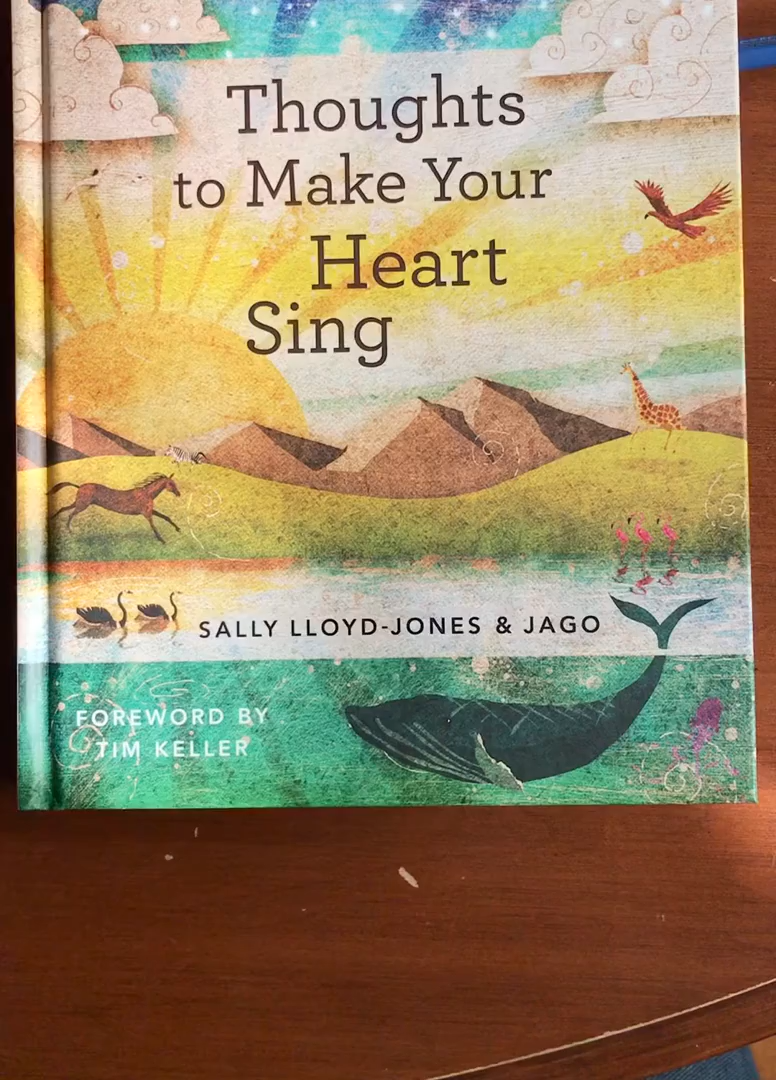 Thoughts
to Make Your
Heart
Sing
SALLY LLOYD-JONES & JAGO
FOREWORD BY
TIM KELLER